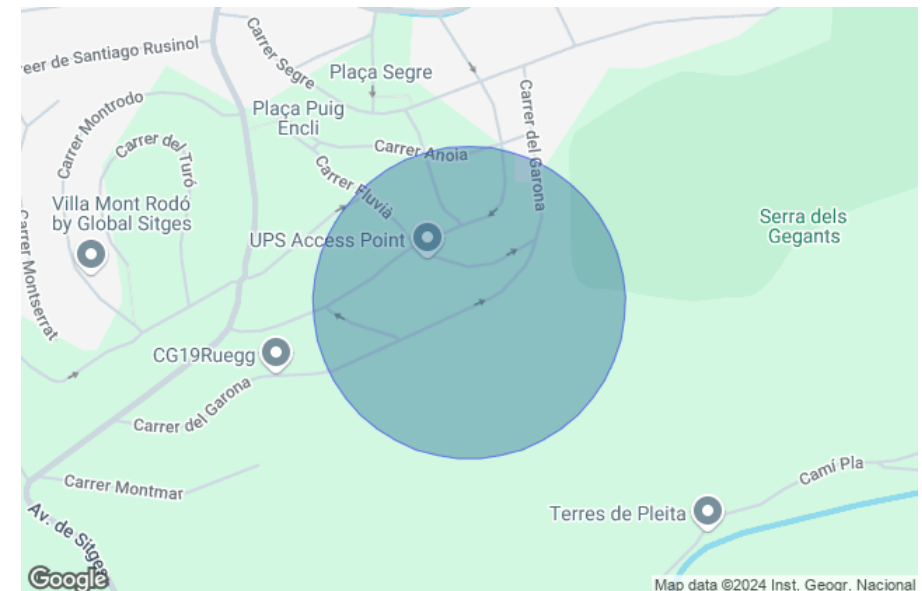 eer de Santiago Rusinol
Carrer Segre
Plaça Segre
Carrer Montrodo
Carrer del Turó
Plaça Puig
Encli
Carrer Anoia
Carrer del Garona
Carrer Fluvià
Villa Mont Rodó
by Global Sitges
UPS Access Point
Serra dels
Gegants
Carrer Montserrat
CG19Ruegg
Carrer del Garona
Carrer Montmar
Camí Pla
Terres de Pleita
Av. de Sitges
Google
Map data ©2024 Inst. Geogr. Nacional